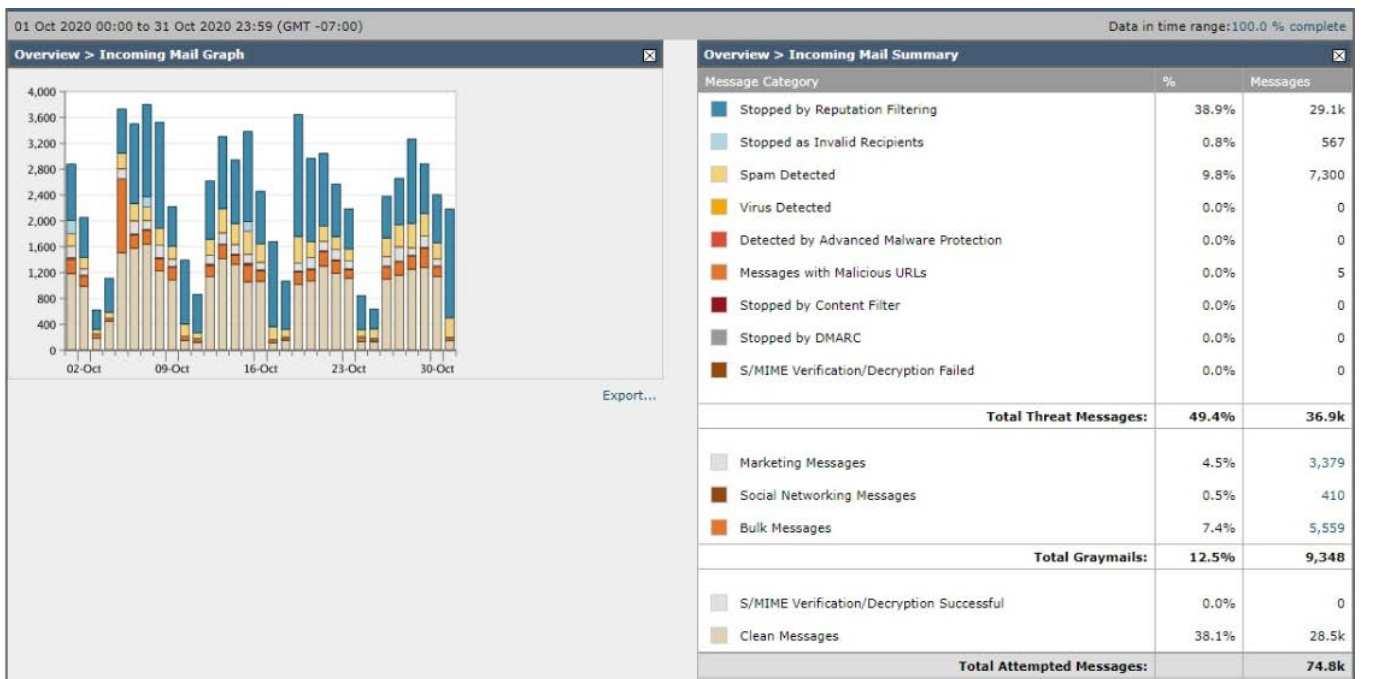 01 Oct 2020 00:00 to 31 Oct 2020 23:59 (GMT -07:00) Data in time range:100.0 % complete
Overview > Incoming Mail Graph
4,000
3,600
3,200
2,800
2,400
2,000
1,600
1,200
800
400
0
02-Oct 09-Oct 16-Oct 23-Oct 30-Oct
Export...
Overview > Incoming Mail Summary
Message Category % Messages
Stopped by Reputation Filtering 38.9% 29.1k
Stopped as Invalid Recipients 0.8% 567
Spam Detected 9.8% 7,300
Virus Detected 0.0% 0
Detected by Advanced Malware Protection 0.0% 0
Messages with Malicious URLs 0.0% 5
Stopped by Content Filter 0.0% 0
Stopped by DMARC 0.0% 0
S/MIME Verification/Decryption Failed 0.0% 0
Total Threat Messages: 49.4% 36.9k
Marketing Messages 4.5% 3,379
Social Networking Messages 0.5% 410
Bulk Messages 7.4% 5,559
Total Graymails: 12.5% 9,348
S/MIME Verification/Decryption Successful 0.0% 0
Clean Messages 38.1% 28.5k
Total Attempted Messages: 74.8k